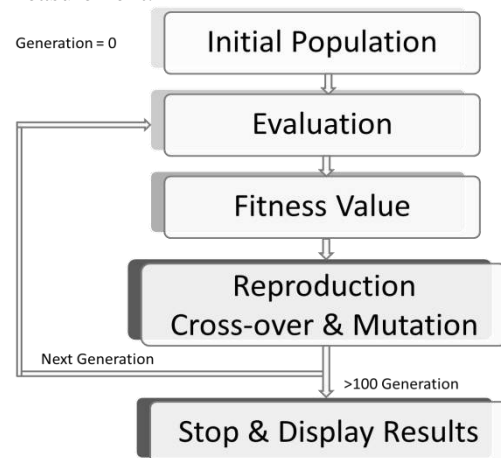 Generation = 0
Initial Population
Evaluation
Fitness Value
Reproduction
Cross-over & Mutation
Next Generation
>100 Generation
Stop & Display Results